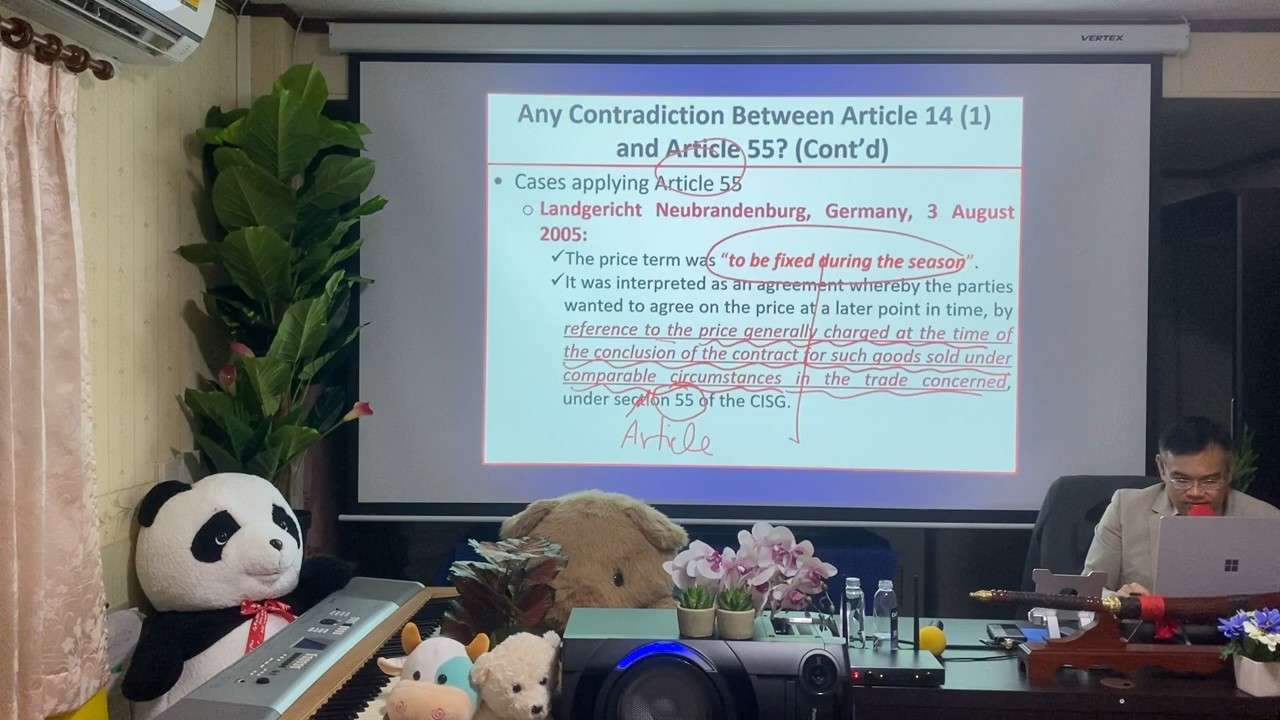 VERTEX
Any Contradiction Between Article 14 (1)
and Article 55? (Cont’d)
• Cases applying Article 55
○ Landgericht Neubrandenburg, Germany, 3 August
2005:
✓The price term was “to be fixed during the season”.
✓It was interpreted as an agreement whereby the parties
wanted to agree on the price at a later point in time, by
reference to the price generally charged at the time of
the conclusion of the contract for such goods sold under
comparable circumstances in the trade concerned,
under section 55 of the CISG.
Article